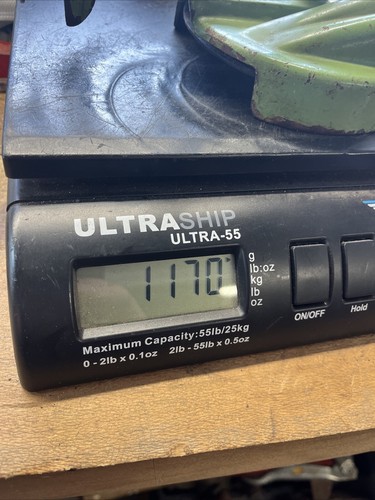 ULTRASHIP
ULTRA-55
1170
g
lb:oz
kg
lb
oz
ON/OFF
Hold
Maximum Capacity:55lb/25kg
0 - 2lb x 0.1oz 2lb - 55lb x 0.5oz